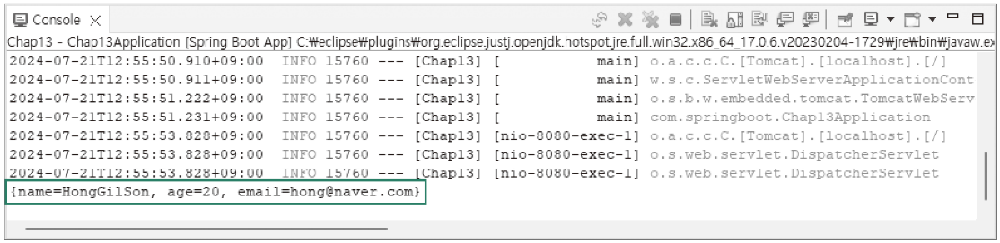 Console
Chap13 - Chap13Application [Spring Boot App] C:₩eclipse₩plugins₩org.eclipse.justj.openjdk.hotspot.jre.full.win32.x86_64_17.0.6.v20230204-1729₩jre₩bin₩javaw.ex
2024-07-21T12:55:50.910+09:00  INFO 15760 --- [Chap13] [           main] o.a.c.c.C.[Tomcat].[localhost].[/]
2024-07-21T12:55:50.911+09:00  INFO 15760 --- [Chap13] [           main] w.s.c.ServletWebServerApplicationCont
2024-07-21T12:55:51.222+09:00  INFO 15760 --- [Chap13] [           main] o.s.b.w.embedded.tomcat.TomcatWebServ
2024-07-21T12:55:51.231+09:00  INFO 15760 --- [Chap13] [           main] com.springboot.Chap13Application
2024-07-21T12:55:53.828+09:00  INFO 15760 --- [Chap13] [nio-8080-exec-1] o.a.c.c.C.[Tomcat].[localhost].[/]
2024-07-21T12:55:53.828+09:00  INFO 15760 --- [Chap13] [nio-8080-exec-1] o.s.web.servlet.DispatcherServlet
2024-07-21T12:55:53.828+09:00  INFO 15760 --- [Chap13] [nio-8080-exec-1] o.s.web.servlet.DispatcherServlet
{name=HongGilSon, age=20, email=hong@naver.com}